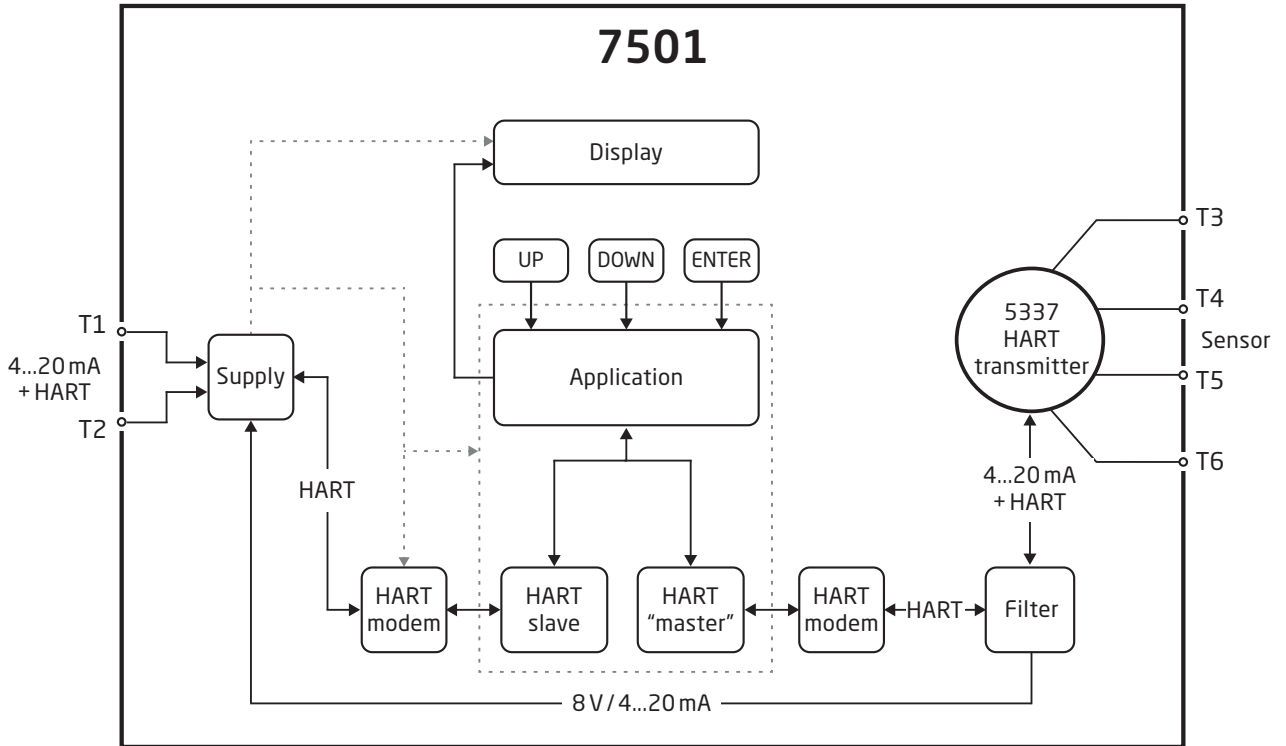 7501
Display
UP
DOWN
ENTER
T1
4...20 mA
+ HART
T2
Supply
Application
5337
HART
transmitter
T3
T4
Sensor
T5
T6
HART
4...20 mA
+ HART
HART
modem
HART
slave
HART
“master”
HART
modem
HART
Filter
8 V / 4...20 mA